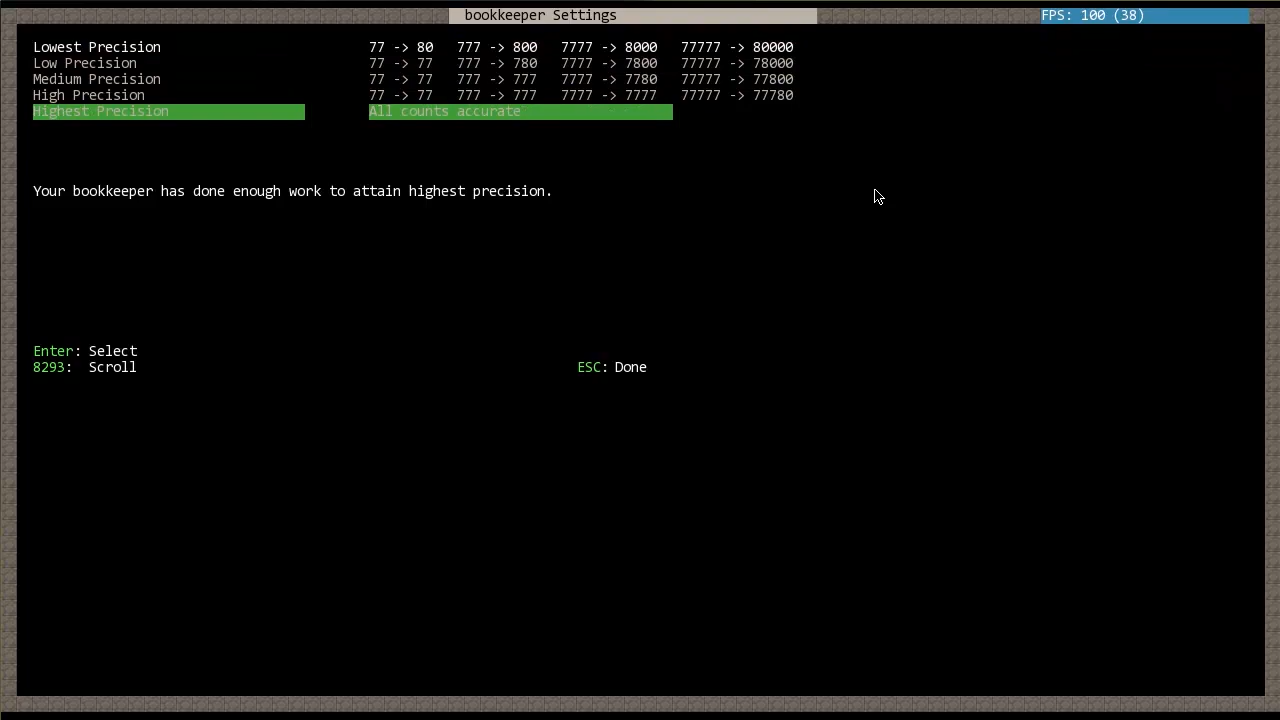 bookkeeper Settings FPS: 100 (38)
Lowest Precision 77 -> 80 777 -> 800 7777 -> 8000 77777 -> 80000
Low Precision 77 -> 77 777 -> 780 7777 -> 7800 77777 -> 78000
Medium Precision 77 -> 77 777 -> 777 7777 -> 7780 77777 -> 77800
High Precision 77 -> 77 777 -> 777 7777 -> 7777 77777 -> 77780
Highest Precision All counts accurate
Your bookkeeper has done enough work to attain highest precision.
Enter: Select
8293: Scroll ESC: Done